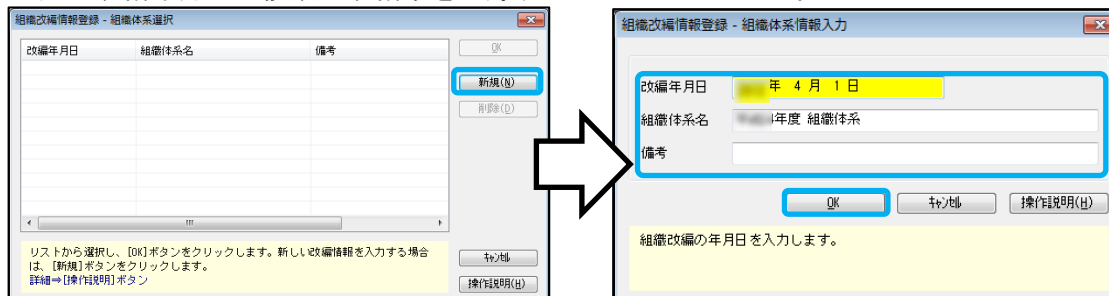 組織改編情報登録 - 組織体系選択
改編年月日 組織体系名 備考
OK
新規(N)
削除(D)
リストから選択し、[OK]ボタンをクリックします。新しい改編情報を入力する場合
は、[新規]ボタンをクリックします。
詳細⇒[操作説明]ボタン
キャンセル
操作説明(H)
組織改編情報登録 - 組織体系情報入力
改編年月日 年 4 月 1 日
組織体系名 年度 組織体系
備考
OK キャンセル 操作説明(H)
組織改編の年月日を入力します。